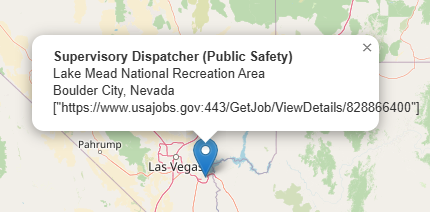 Supervisory Dispatcher (Public Safety)
Lake Mead National Recreation Area
Boulder City, Nevada
["https://www.usajobs.gov:443/GetJob/ViewDetails/828866400"]
×
Pahrump
Las Vegas